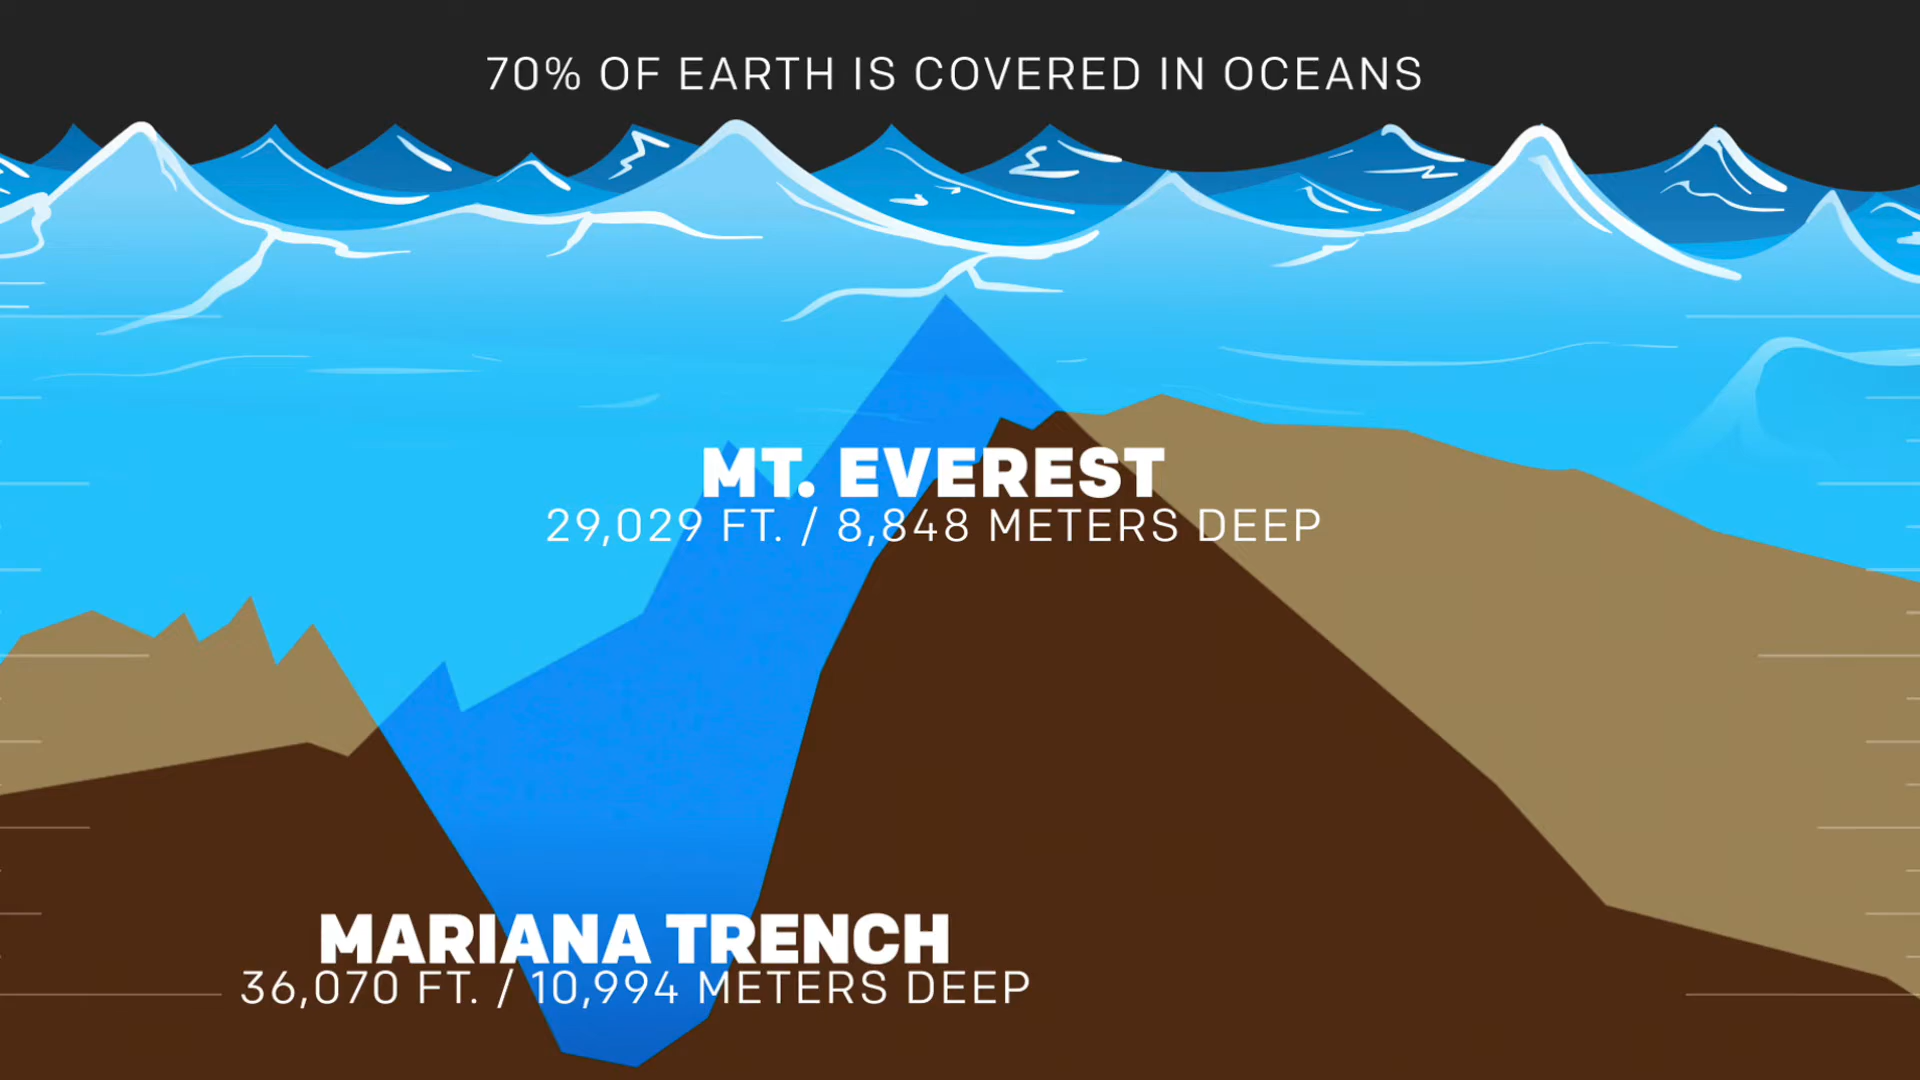 70% OF EARTH IS COVERED IN OCEANS
MT. EVEREST
29,029 FT. / 8,848 METERS DEEP
MARIANA TRENCH
36,070 FT. / 10,994 METERS DEEP